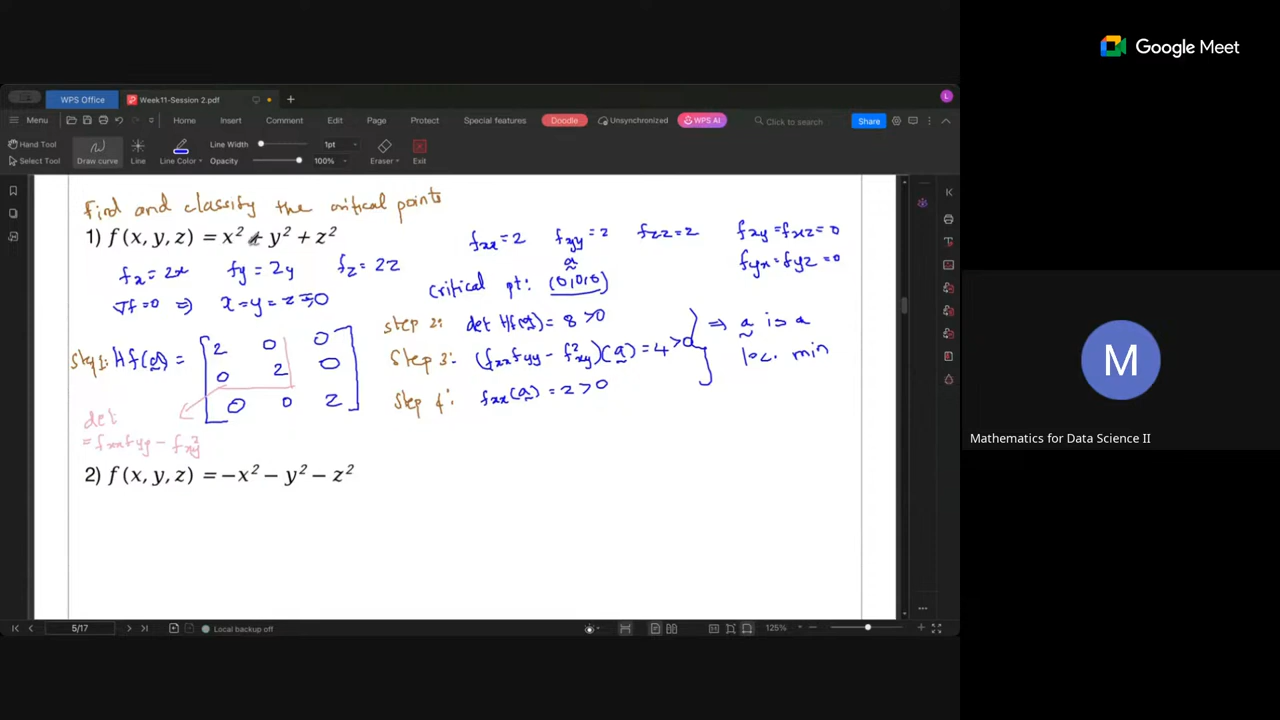 Google Meet
WPS Office
Week11-Session 2.pdf
L
Menu
Home
Insert
Comment
Edit
Page
Protect
Special features
Doodle
Unsynchronized
WPS AI
Click to search
Share
Hand Tool
Select Tool
Draw curve
Line
Line Color
Line Width
1pt
Opacity
100%
Eraser
Exit
Find and classify the critical points
1) f(x, y, z) = x² + y² + z²
fx = 2x fy = 2y fz = 2z
∇f = 0 ⇒ x = y = z = 0
fxx = 2 fyy = 2 fzz = 2 fxy = fxz = 0
fyx = fyz = 0
a
Critical pt: (0,0,0)
Step 1: Hf(a) = [2 0 0
0 2 0
0 0 2]
det
= fxx fyy − f²xy
Step 2: det Hf(a) = 8 > 0
Step 3: (fxx fyy − f²xy)(a) = 4 > 0
Step 4: fxx(a) = 2 > 0
⇒ a is a
loc. min
2) f(x, y, z) = −x² − y² − z²
M
Mathematics for Data Science II
5/17
Local backup off
125%